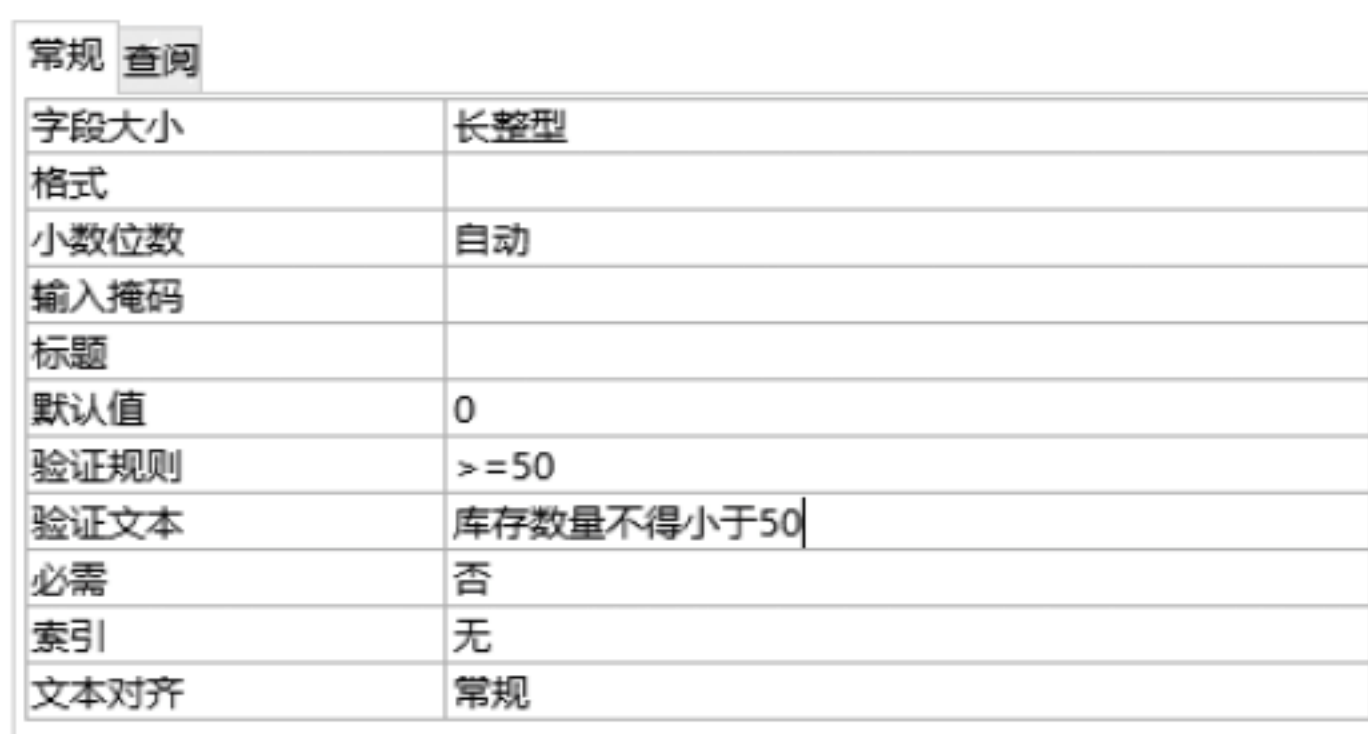 常规 查阅
字段大小 长整型
格式
小数位数 自动
输入掩码
标题
默认值 0
验证规则 >=50
验证文本 库存数量不得小于50
必需 否
索引 无
文本对齐 常规